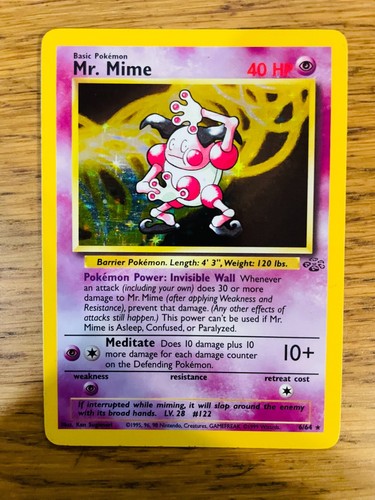 Basic Pokémon
Mr. Mime
40 HP
Barrier Pokémon. Length: 4' 3", Weight: 120 lbs.
Pokémon Power: Invisible Wall Whenever
an attack (including your own) does 30 or more
damage to Mr. Mime (after applying Weakness and
Resistance), prevent that damage. (Any other effects of
attacks still happen.) This power can't be used if Mr.
Mime is Asleep, Confused, or Paralyzed.
Meditate Does 10 damage plus 10
more damage for each damage counter
on the Defending Pokémon.
10+
weakness resistance retreat cost
If interrupted while miming, it will slap around the enemy
with its broad hands. LV. 28 #122
Illus. Ken Sugimori ©1995, 96, 98 Nintendo, Creatures, GAMEFREAK. ©1999 Wizards.
6/64 ★